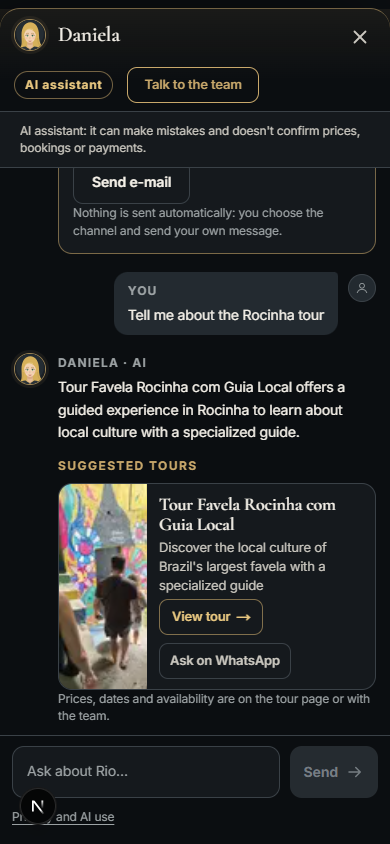 Daniela
AI assistant
Talk to the team
AI assistant: it can make mistakes and doesn't confirm prices,
bookings or payments.
Send e-mail
Nothing is sent automatically: you choose the
channel and send your own message.
YOU
Tell me about the Rocinha tour
DANIELA · AI
Tour Favela Rocinha com Guia Local offers a
guided experience in Rocinha to learn about
local culture with a specialized guide.
SUGGESTED TOURS
Tour Favela Rocinha com
Guia Local
Discover the local culture of
Brazil's largest favela with a
specialized guide
View tour →
Ask on WhatsApp
Prices, dates and availability are on the tour page or with
the team.
Ask about Rio...
Send →
N
and AI use